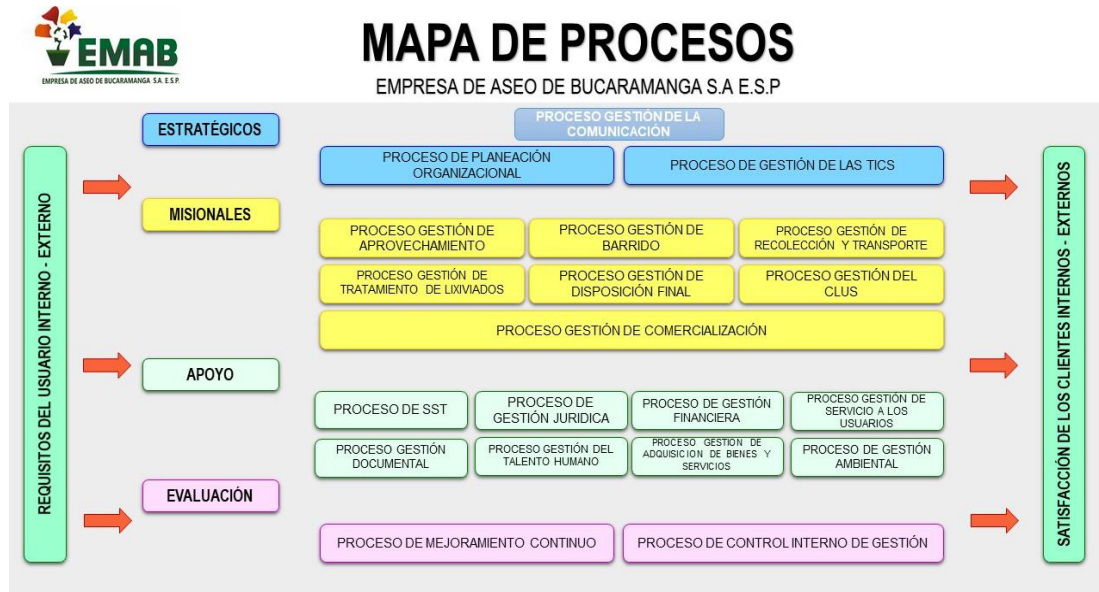 EMAB
EMPRESA DE ASEO DE BUCARAMANGA S.A. E.S.P.
MAPA DE PROCESOS
EMPRESA DE ASEO DE BUCARAMANGA S.A E.S.P
REQUISITOS DEL USUARIO INTERNO - EXTERNO
ESTRATÉGICOS
PROCESO GESTIÓN DE LA
COMUNICACIÓN
PROCESO DE PLANEACIÓN
ORGANIZACIONAL
PROCESO DE GESTIÓN DE LAS TICS
MISIONALES
PROCESO GESTIÓN DE
APROVECHAMIENTO
PROCESO GESTIÓN DE
BARRIDO
PROCESO GESTIÓN DE
RECOLECCIÓN Y TRANSPORTE
PROCESO GESTIÓN DE
TRATAMIENTO DE LIXIVIADOS
PROCESO GESTIÓN DE
DISPOSICIÓN FINAL
PROCESO GESTIÓN DEL
CLUS
PROCESO GESTIÓN DE COMERCIALIZACIÓN
APOYO
PROCESO DE SST
PROCESO DE
GESTIÓN JURIDICA
PROCESO DE GESTIÓN
FINANCIERA
PROCESO GESTIÓN DE
SERVICIO A LOS
USUARIOS
PROCESO GESTIÓN
DOCUMENTAL
PROCESO GESTIÓN DEL
TALENTO HUMANO
PROCESO GESTION DE
ADQUISICION DE BIENES Y
SERVICIOS
PROCESO DE GESTIÓN
AMBIENTAL
EVALUACIÓN
PROCESO DE MEJORAMIENTO CONTINUO
PROCESO DE CONTROL INTERNO DE GESTIÓN
SATISFACCIÓN DE LOS CLIENTES INTERNOS - EXTERNOS